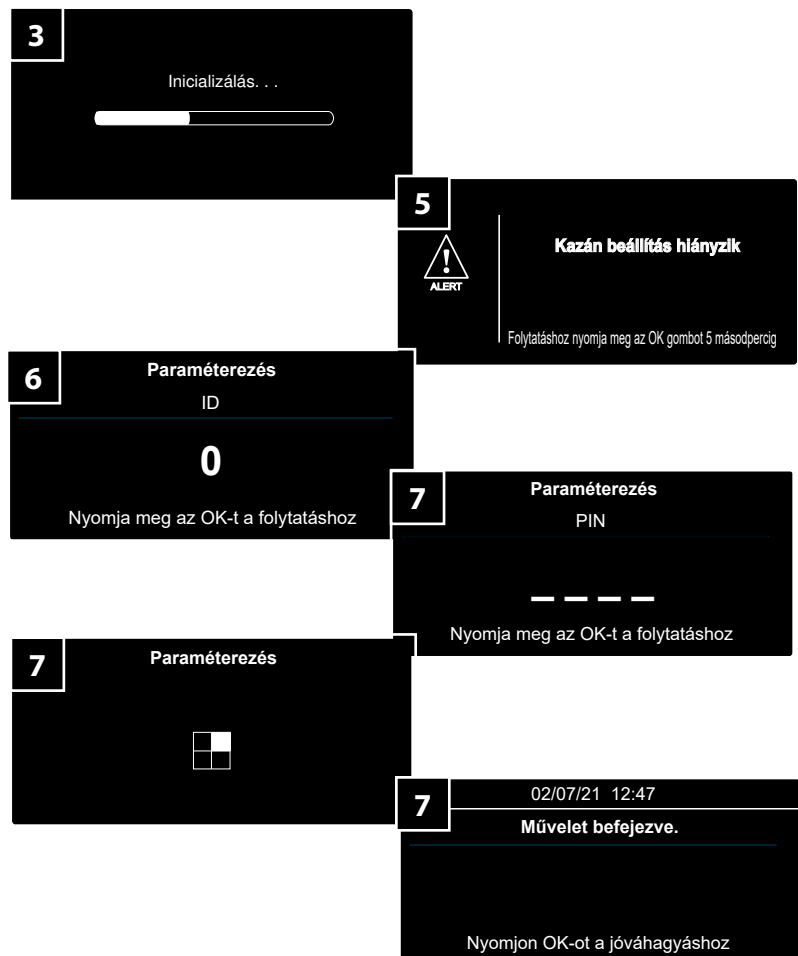 3
Inicializálás. . .
5
ALERT
Kazán beállítás hiányzik
Folytatáshoz nyomja meg az OK gombot 5 másodpercig
6
Paraméterezés
ID
0
Nyomja meg az OK-t a folytatáshoz
7
Paraméterezés
PIN
_ _ _ _
Nyomja meg az OK-t a folytatáshoz
7
Paraméterezés
7
02/07/21 12:47
Művelet befejezve.
Nyomjon OK-ot a jóváhagyáshoz